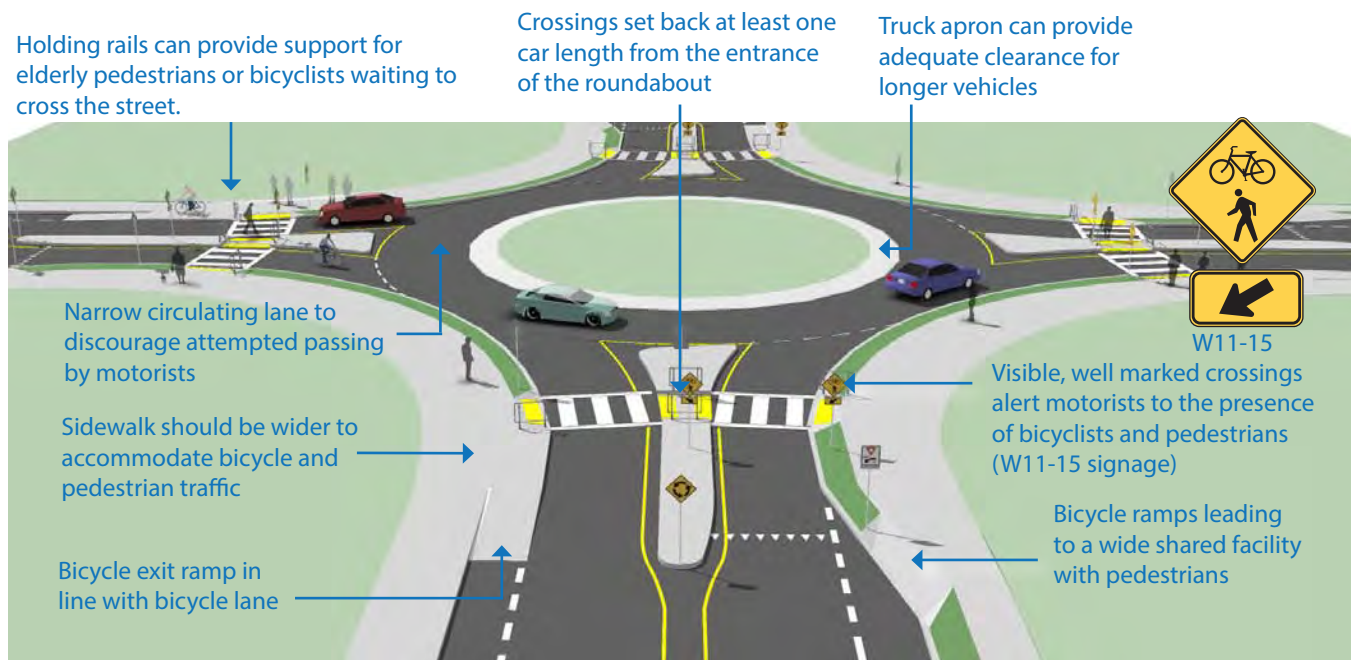 Holding rails can provide support for
elderly pedestrians or bicyclists waiting to
cross the street.
Crossings set back at least one
car length from the entrance
of the roundabout
Truck apron can provide
adequate clearance for
longer vehicles
Narrow circulating lane to
discourage attempted passing
by motorists
Sidewalk should be wider to
accommodate bicycle and
pedestrian traffic
Bicycle exit ramp in
line with bicycle lane
W11-15
Visible, well marked crossings
alert motorists to the presence
of bicyclists and pedestrians
(W11-15 signage)
Bicycle ramps leading
to a wide shared facility
with pedestrians